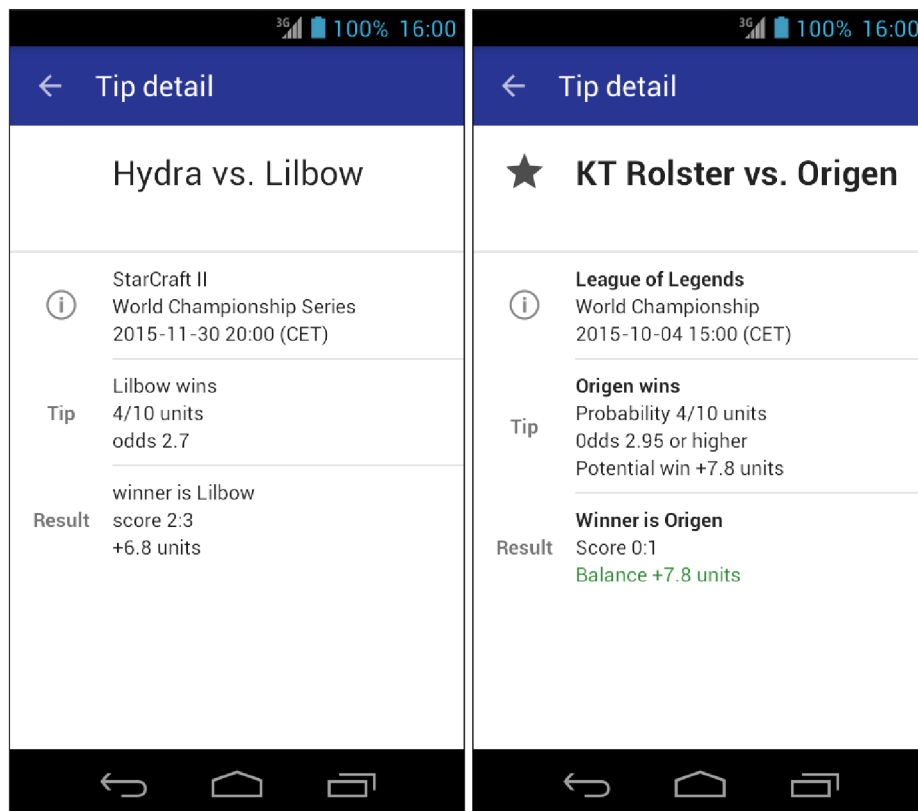 3G 100% 16:00
Tip detail
Hydra vs. Lilbow
StarCraft II
World Championship Series
2015-11-30 20:00 (CET)
Tip
Lilbow wins
4/10 units
odds 2.7
Result
winner is Lilbow
score 2:3
+6.8 units
3G 100% 16:00
Tip detail
KT Rolster vs. Origen
League of Legends
World Championship
2015-10-04 15:00 (CET)
Tip
Origen wins
Probability 4/10 units
Odds 2.95 or higher
Potential win +7.8 units
Result
Winner is Origen
Score 0:1
Balance +7.8 units